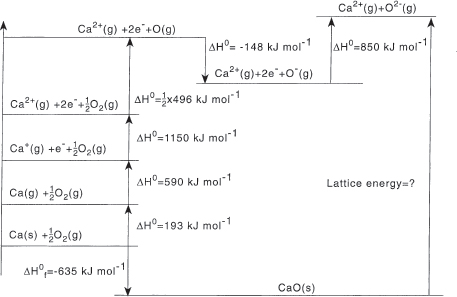 Ca²⁺(g)+O²⁻(g)
Ca²⁺(g) +2e⁻+O(g)
ΔH⁰= -148 kJ mol⁻¹
ΔH⁰=850 kJ mol⁻¹
Ca²⁺(g)+2e⁻+O⁻(g)
Ca²⁺(g) +2e⁻+½O₂(g)
ΔH⁰=½x496 kJ mol⁻¹
Ca⁺(g) +e⁻+½O₂(g)
ΔH⁰=1150 kJ mol⁻¹
Ca(g) +½O₂(g)
ΔH⁰=590 kJ mol⁻¹
Lattice energy=?
Ca(s) +½O₂(g)
ΔH⁰=193 kJ mol⁻¹
ΔH⁰f=-635 kJ mol⁻¹
CaO(s)